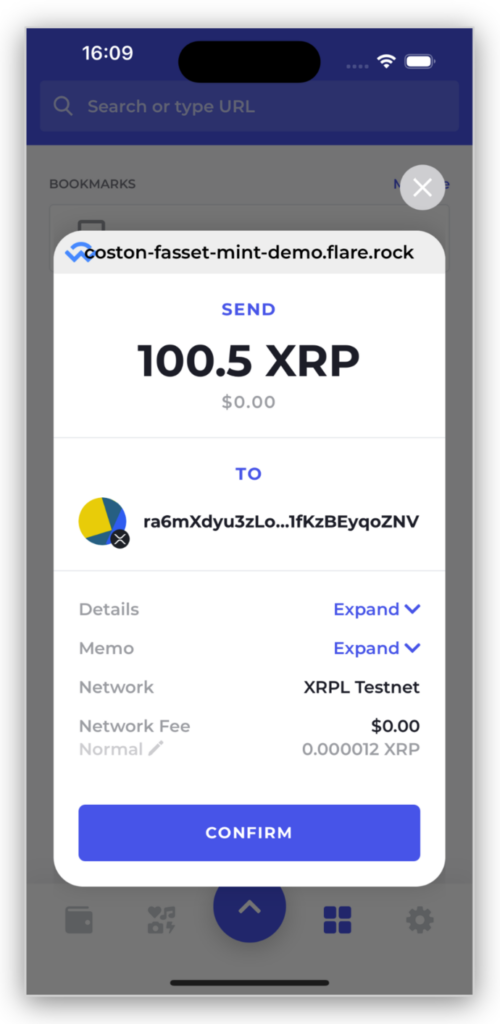 16:09
Search or type URL
BOOKMARKS
coston-fasset-mint-demo.flare.rock
SEND
100.5 XRP
$0.00
TO
ra6mXdyu3zLo...1fKzBEyqoZNV
Details Expand
Memo Expand
Network XRPL Testnet
Network Fee $0.00
Normal 0.000012 XRP
CONFIRM